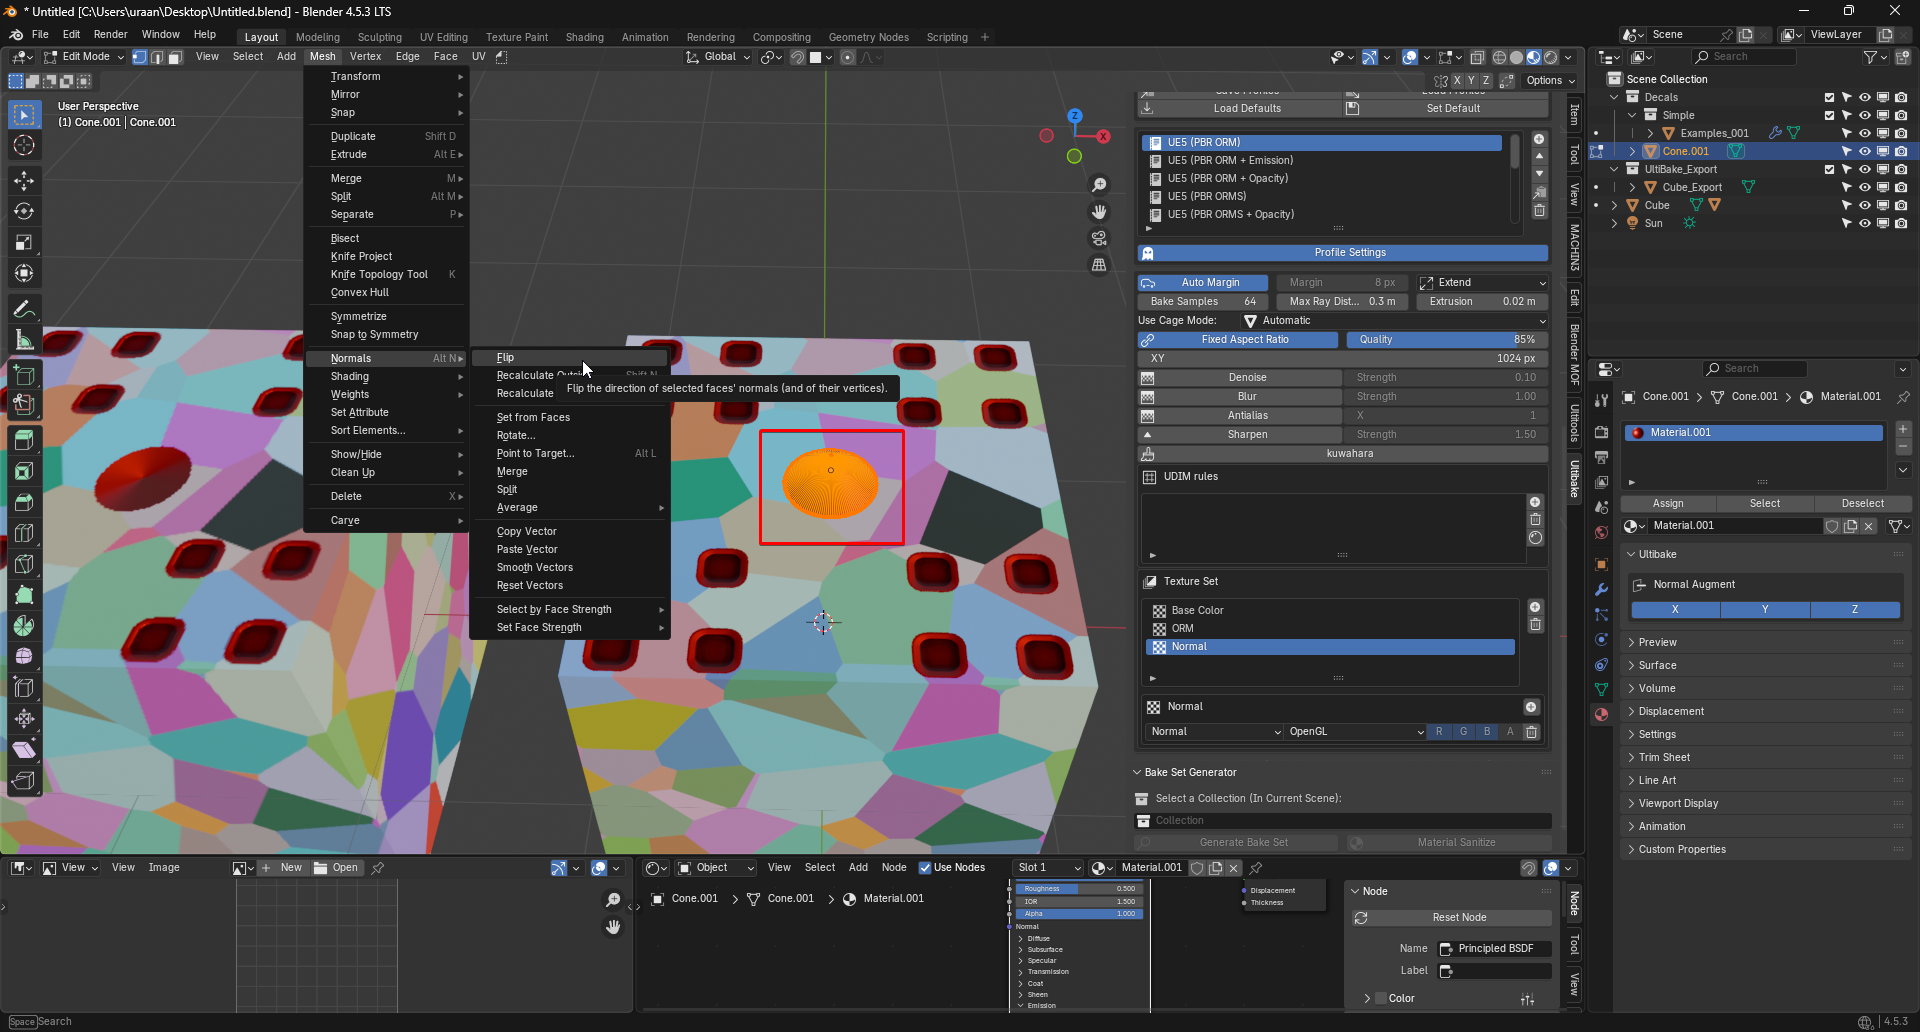 * Untitled [C:\Users\uraan\Desktop\Untitled.blend] - Blender 4.5.3 LTS
File Edit Render Window Help Layout Modeling Sculpting UV Editing Texture Paint Shading Animation Rendering Compositing Geometry Nodes Scripting +
Scene ViewLayer
Edit Mode View Select Add Mesh Vertex Edge Face UV Global
Search
X Y Z Options
User Perspective
(1) Cone.001 | Cone.001
Z
X
Transform
Mirror
Snap
Duplicate Shift D
Extrude Alt E
Merge M
Split Alt M
Separate P
Bisect
Knife Project
Knife Topology Tool K
Convex Hull
Symmetrize
Snap to Symmetry
Normals Alt N
Shading
Weights
Set Attribute
Sort Elements...
Show/Hide
Clean Up
Delete X
Carve
Flip
Recalculate Outside Shift N
Recalculate
Flip the direction of selected faces' normals (and of their vertices).
Set from Faces
Rotate...
Point to Target... Alt L
Merge
Split
Average
Copy Vector
Paste Vector
Smooth Vectors
Reset Vectors
Select by Face Strength
Set Face Strength
Load Defaults Set Default
UE5 (PBR ORM)
UE5 (PBR ORM + Emission)
UE5 (PBR ORM + Opacity)
UE5 (PBR ORMS)
UE5 (PBR ORMS + Opacity)
Profile Settings
Auto Margin Margin 8 px Extend
Bake Samples 64 Max Ray Dist... 0.3 m Extrusion 0.02 m
Use Cage Mode: Automatic
Fixed Aspect Ratio Quality 85%
XY 1024 px
Denoise Strength 0.10
Blur Strength 1.00
Antialias X 1
Sharpen Strength 1.50
kuwahara
UDIM rules
Texture Set
Base Color
ORM
Normal
Normal
Normal OpenGL R G B A
Bake Set Generator
Select a Collection (In Current Scene):
Collection
Generate Bake Set Material Sanitize
Item
Tool
View
MACHIN3
Edit
Blender MOF
Ultitools
Ultibake
Scene Collection
Decals
Simple
Examples_001
Cone.001
UltiBake_Export
Cube_Export
Cube
Sun
Search
Cone.001 Cone.001 Material.001
Material.001
Assign Select Deselect
Material.001
Ultibake
Normal Augment
X Y Z
Preview
Surface
Volume
Displacement
Settings
Trim Sheet
Line Art
Viewport Display
Animation
Custom Properties
View View Image New Open
Object View Select Add Node Use Nodes Slot 1 Material.001
Cone.001 Cone.001 Material.001
Roughness 0.500
IOR 1.500
Alpha 1.000
Normal
Diffuse
Subsurface
Specular
Transmission
Coat
Sheen
Emission
Displacement
Thickness
Node
Reset Node
Name Principled BSDF
Label
Color
Node
Tool
View
Space Search
4.5.3